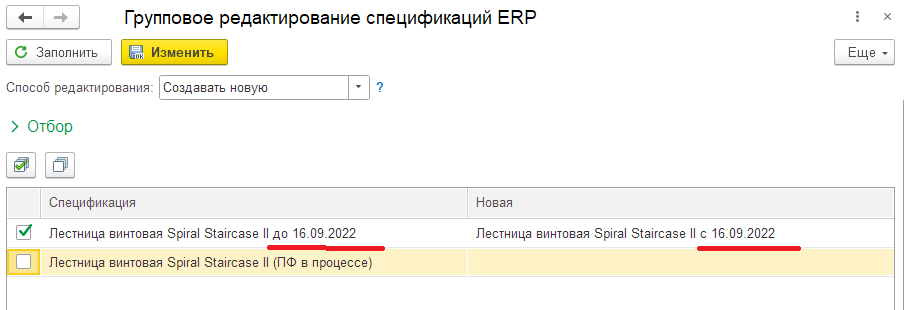 Групповое редактирование спецификаций ERP
Заполнить Изменить Еще
Способ редактирования: Создавать новую ?
Отбор
Спецификация Новая
Лестница винтовая Spiral Staircase II до 16.09.2022 Лестница винтовая Spiral Staircase II с 16.09.2022
Лестница винтовая Spiral Staircase II (ПФ в процессе)